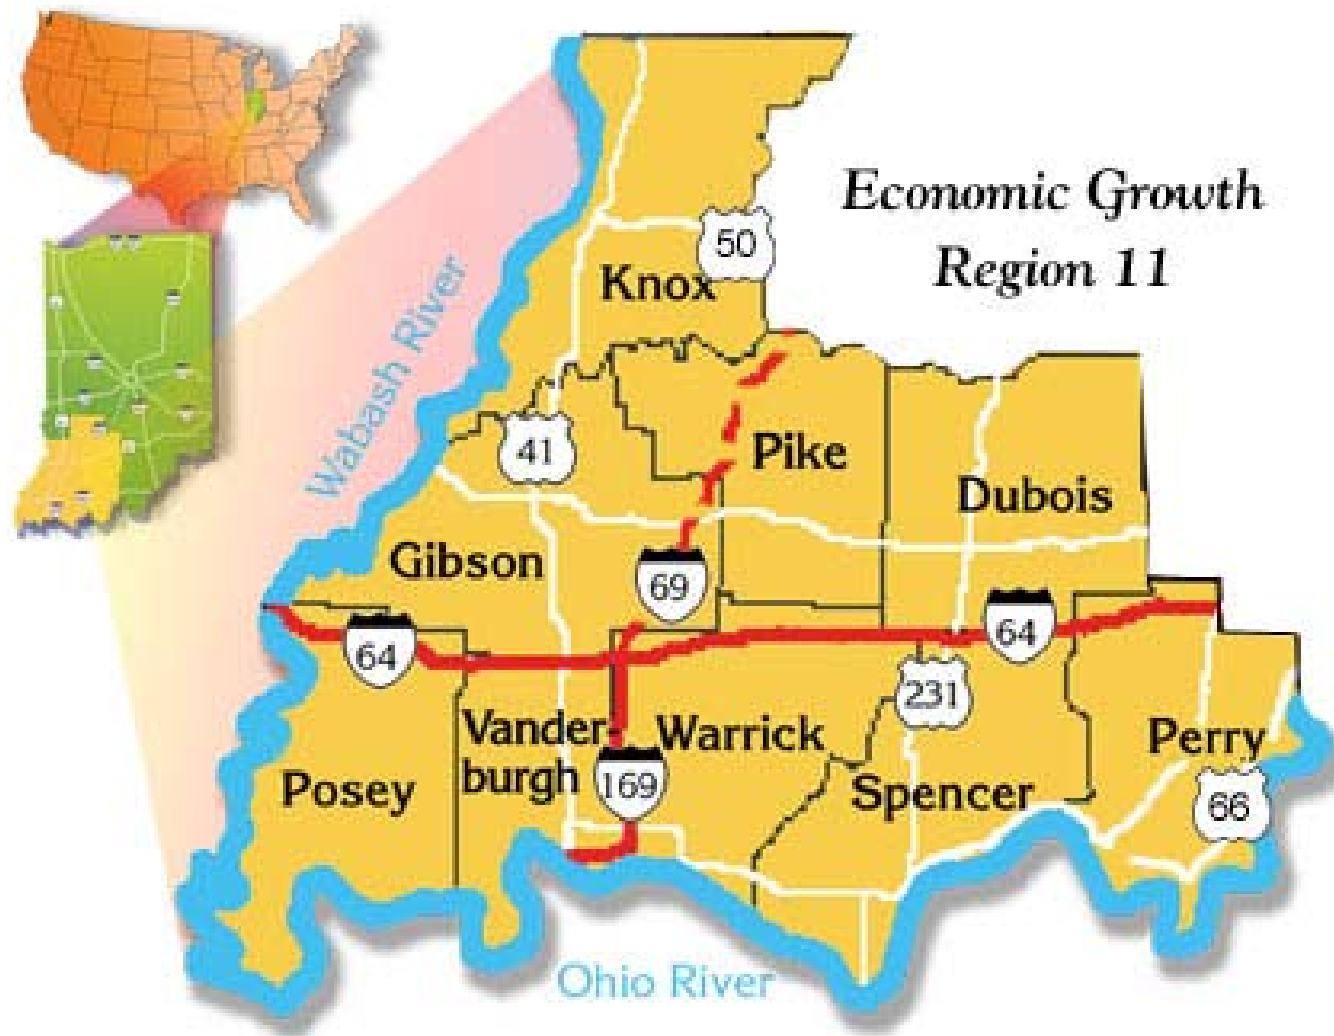 Economic Growth
Region 11
50
Knox
Wabash River
41
Pike
Dubois
Gibson
69
64
64
231
Vander-
burgh
Warrick
Perry
Posey
169
Spencer
66
Ohio River